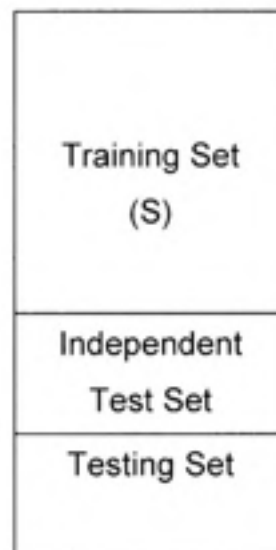 Training Set
(S)
Independent
Test Set
Testing Set